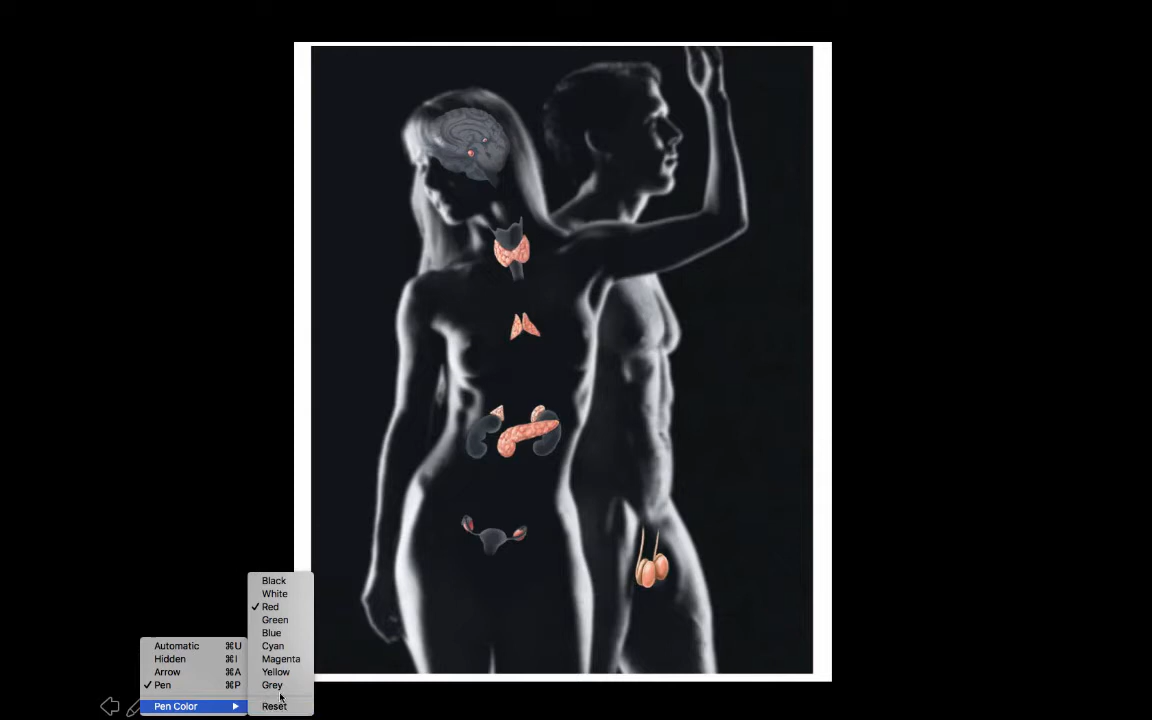 Black
White
✓ Red
Green
Blue
Automatic ⌘U
Cyan
Hidden ⌘I
Magenta
Arrow ⌘A
Yellow
✓ Pen ⌘P
Grey
Pen Color ▶
Reset